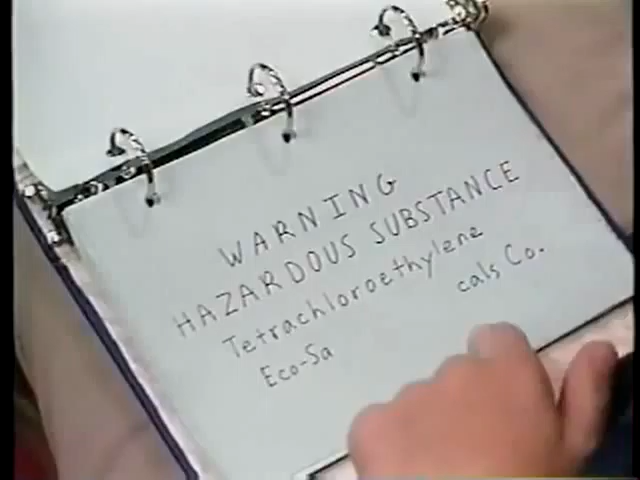 WARNING
HAZARDOUS SUBSTANCE
Tetrachloroethylene
Eco-Sa cals Co.